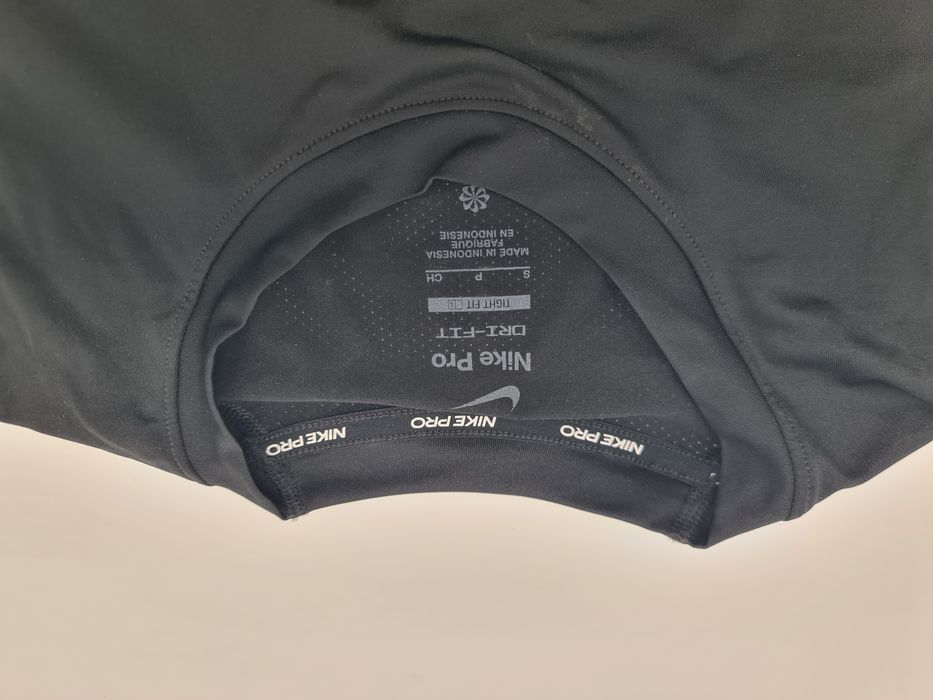 NIKE PRO NIKE PRO NIKE PRO
Nike Pro
DRI-FIT
TIGHT FIT
S P CH
MADE IN INDONESIA
FABRIQUE
EN INDONESIE